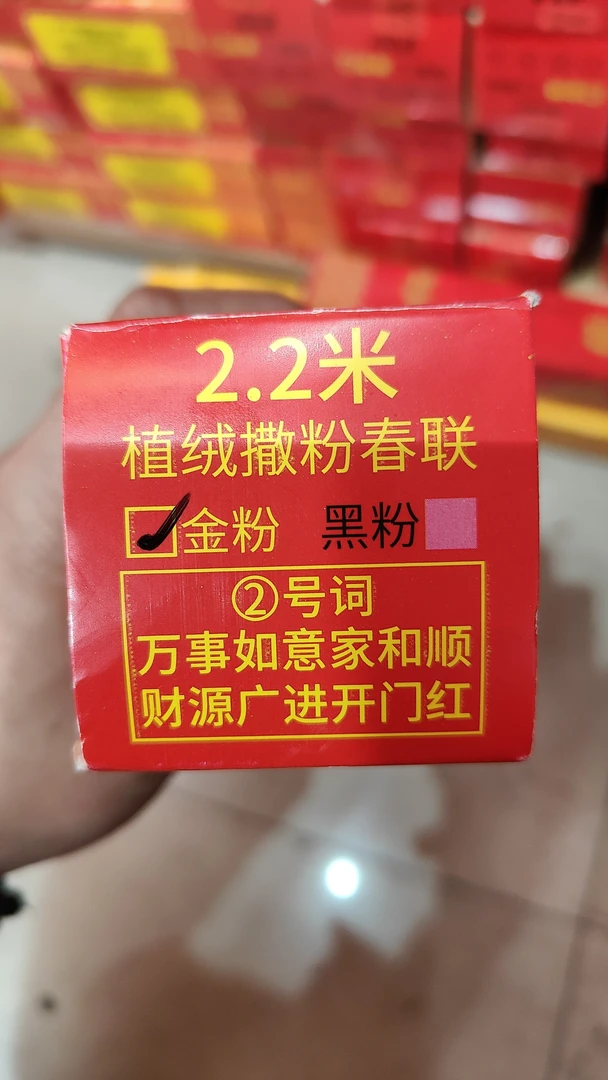 2.2米
植绒撒粉春联
金粉 黑粉
②号词
万事如意家和顺
财源广进开门红